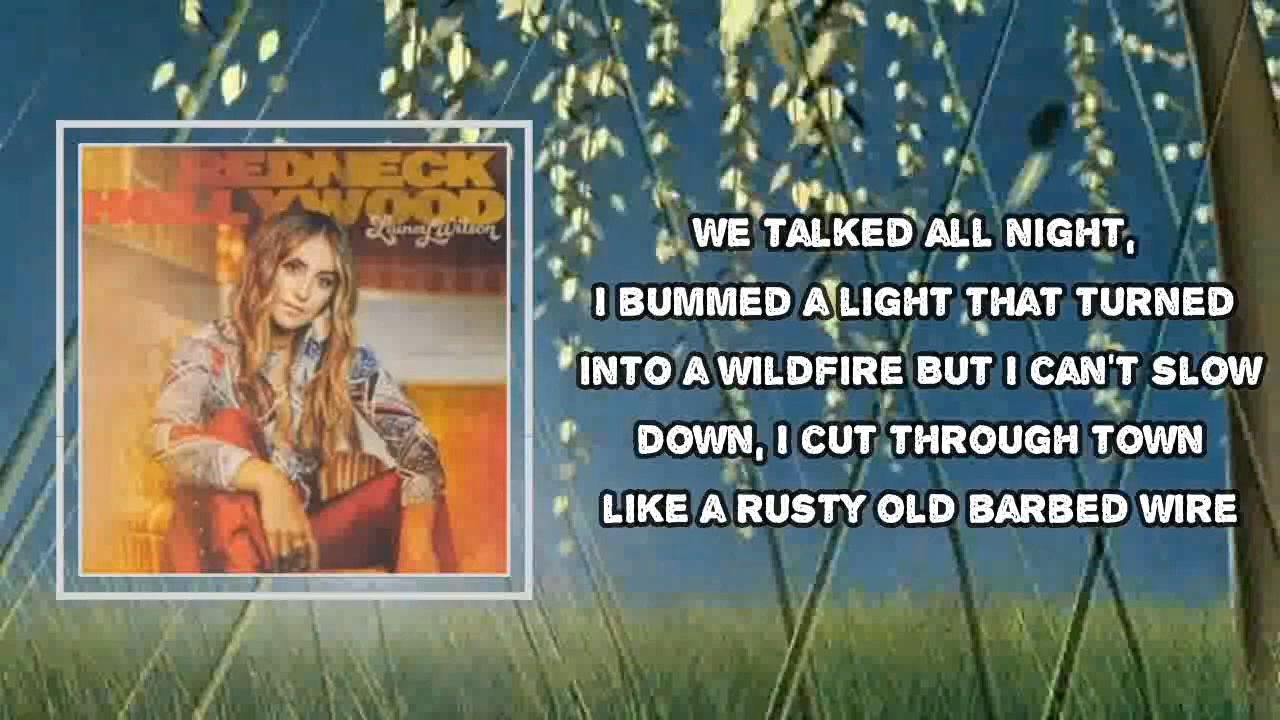 REDNECK
HOLLYWOOD
Lainey Wilson
WE TALKED ALL NIGHT,
I BUMMED A LIGHT THAT TURNED
INTO A WILDFIRE BUT I CAN'T SLOW
DOWN, I CUT THROUGH TOWN
LIKE A RUSTY OLD BARBED WIRE